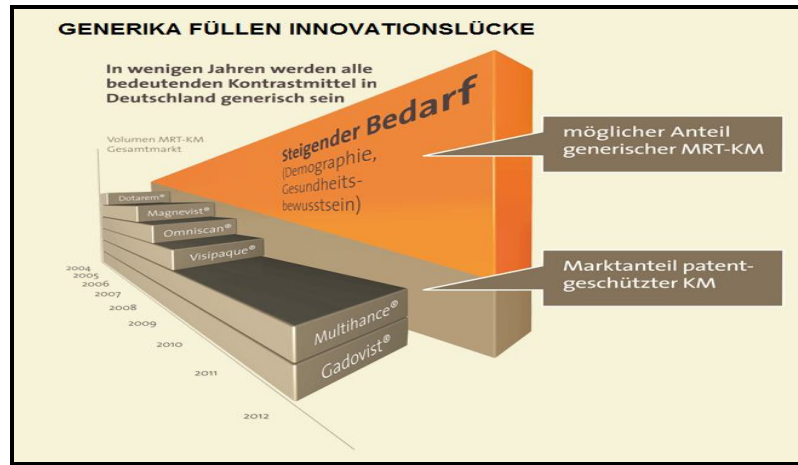 GENERIKA FÜLLEN INNOVATIONSLÜCKE
In wenigen Jahren werden alle
bedeutenden Kontrastmittel in
Deutschland generisch sein
Volumen MRT-KM
Gesamtmarkt
Steigender Bedarf
(Demographie,
Gesundheits-
bewusstsein)
möglicher Anteil
generischer MRT-KM
Dotarem®
Magnevist®
Omniscan®
Visipaque®
Multihance®
Gadovist®
Marktanteil patent-
geschützter KM
2004
2005
2006
2007
2008
2009
2010
2011
2012